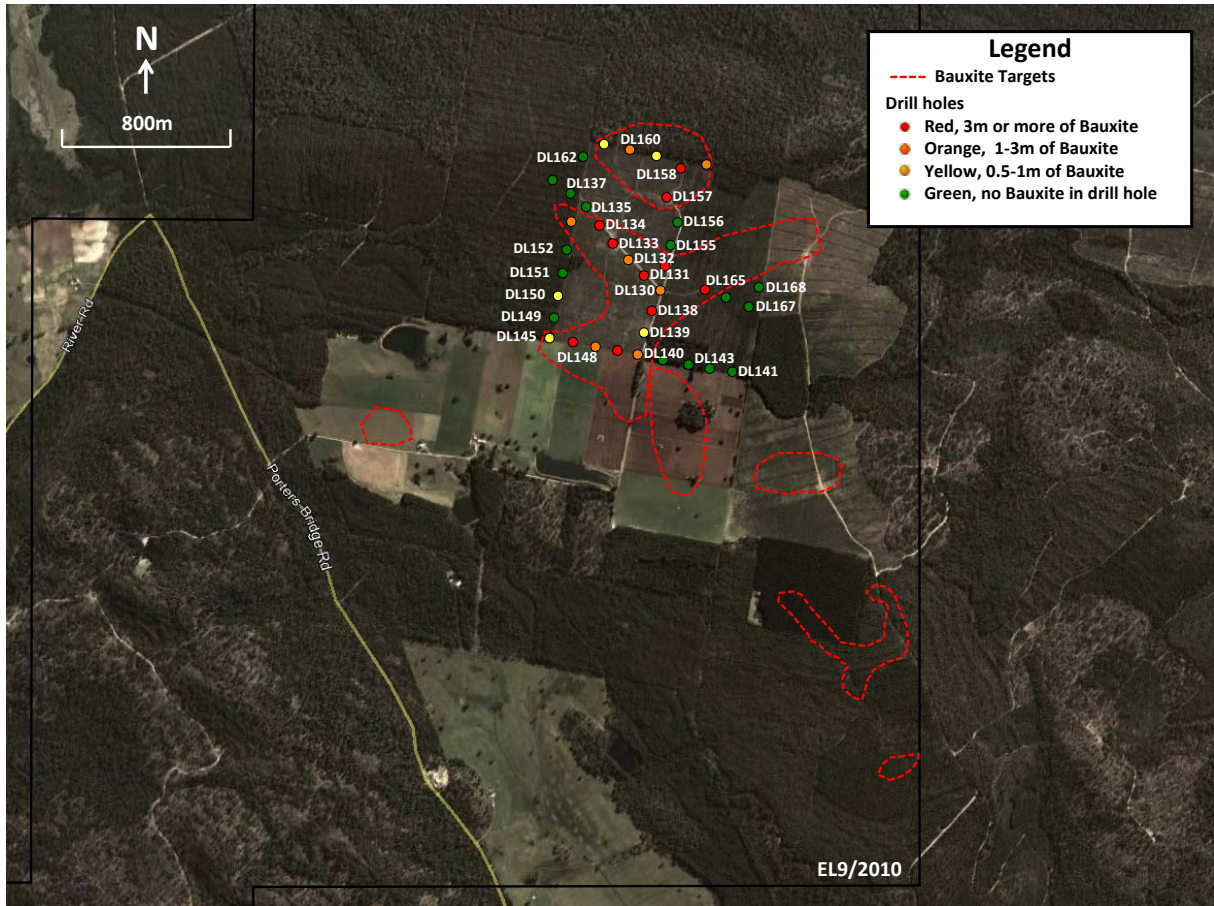 N
800m
Legend
Bauxite Targets
Drill holes
Red, 3m or more of Bauxite
Orange, 1-3m of Bauxite
Yellow, 0.5-1m of Bauxite
Green, no Bauxite in drill hole
DL160
DL162
DL158
DL137
DL157
DL135
DL134
DL156
DL133
DL155
DL152
DL132
DL151
DL131
DL165
DL168
DL150
DL130
DL167
DL149
DL138
DL145
DL139
DL148
DL140
DL143
DL141
River Rd
Porters Bridge Rd
EL9/2010